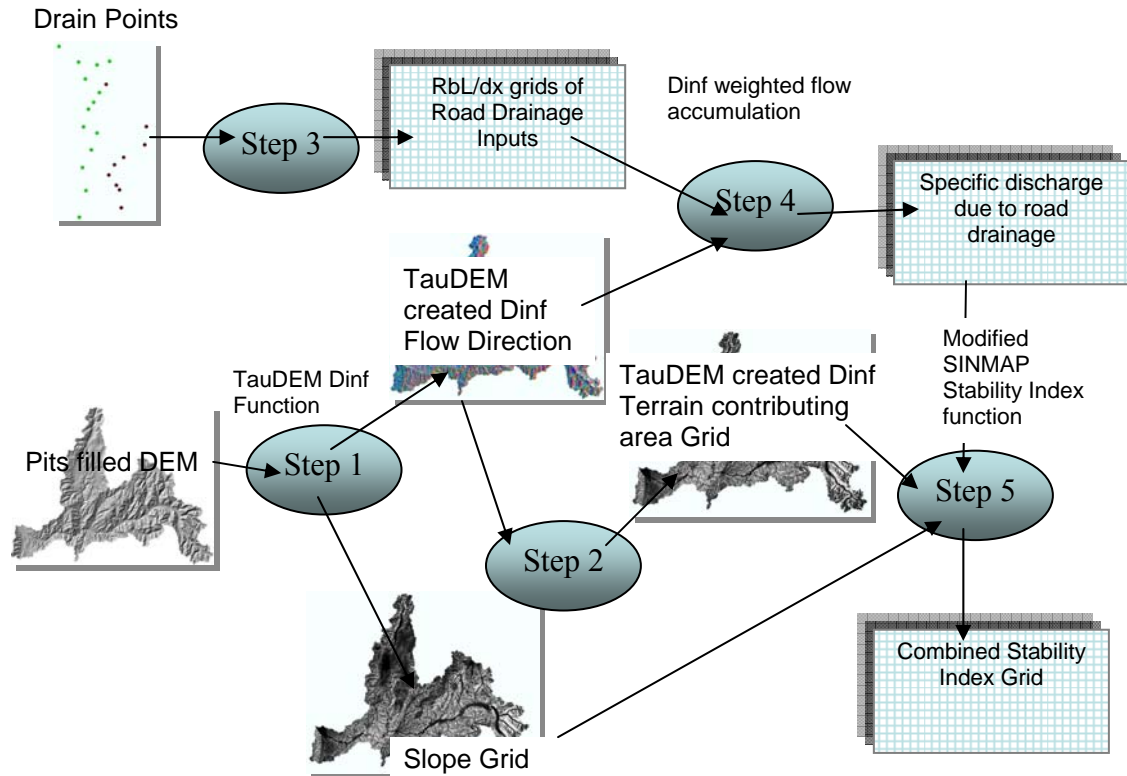 Drain Points
RbL/dx grids of
Road Drainage
Inputs
Dinf weighted flow
accumulation
Step 3
Step 4
Specific discharge
due to road
drainage
TauDEM
created Dinf
Flow Direction
Modified
SINMAP
Stability Index
function
TauDEM Dinf
Function
TauDEM created Dinf
Terrain contributing
area Grid
Pits filled DEM
Step 1
Step 5
Step 2
Combined Stability
Index Grid
Slope Grid